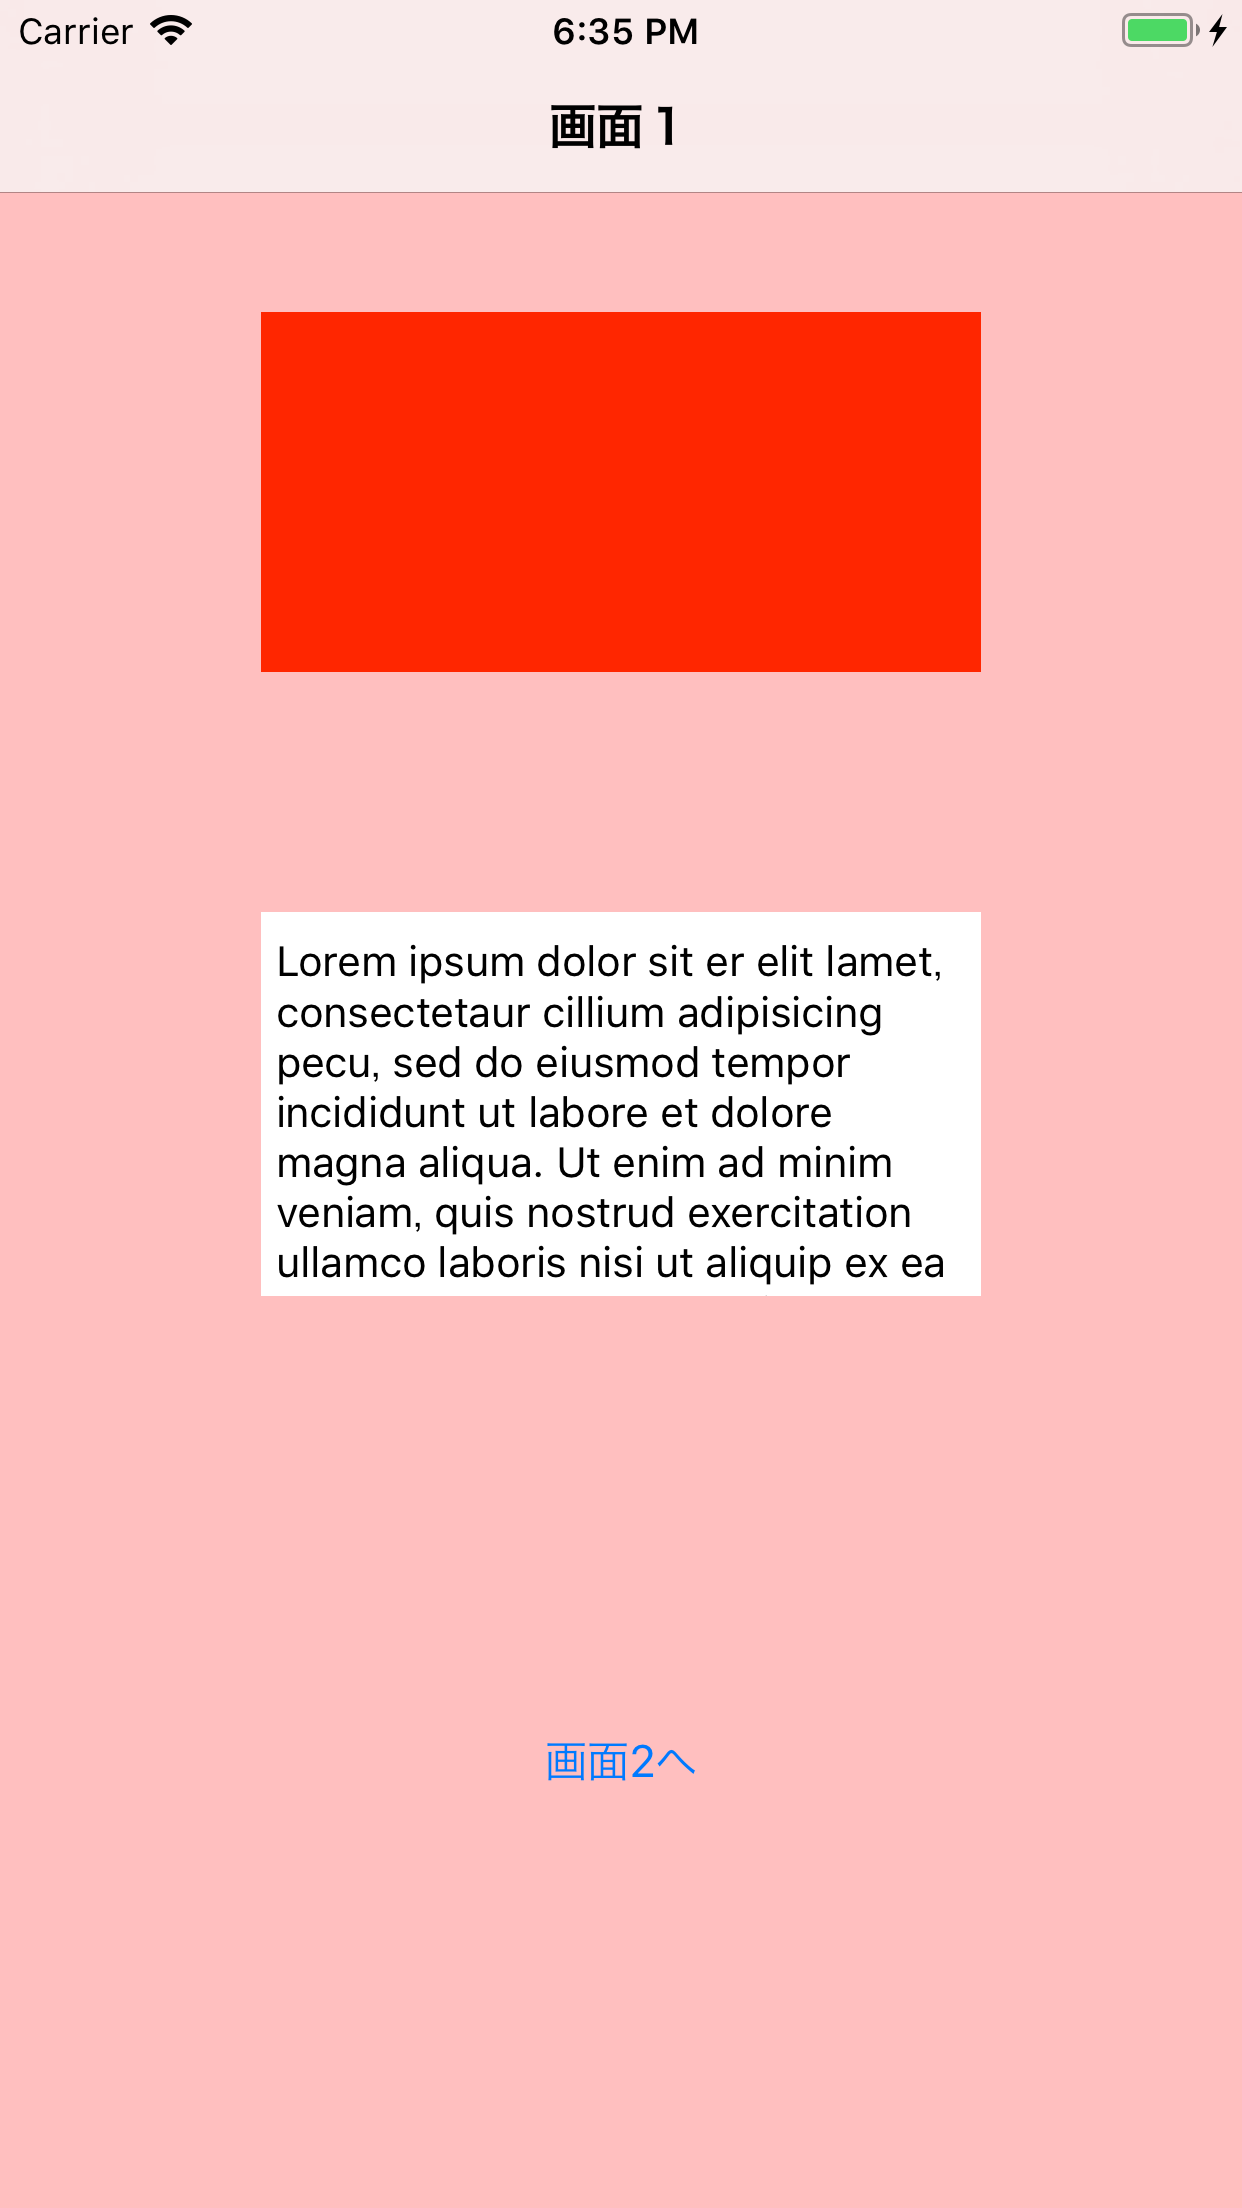 Carrier
6:35 PM
画面 1
Lorem ipsum dolor sit er elit lamet,
consectetaur cillium adipisicing
pecu, sed do eiusmod tempor
incididunt ut labore et dolore
magna aliqua. Ut enim ad minim
veniam, quis nostrud exercitation
ullamco laboris nisi ut aliquip ex ea
画面2へ